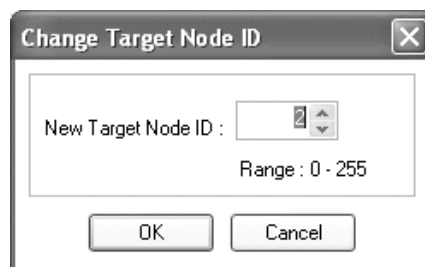 Change Target Node ID
New Target Node ID : 2
Range : 0 - 255
OK Cancel